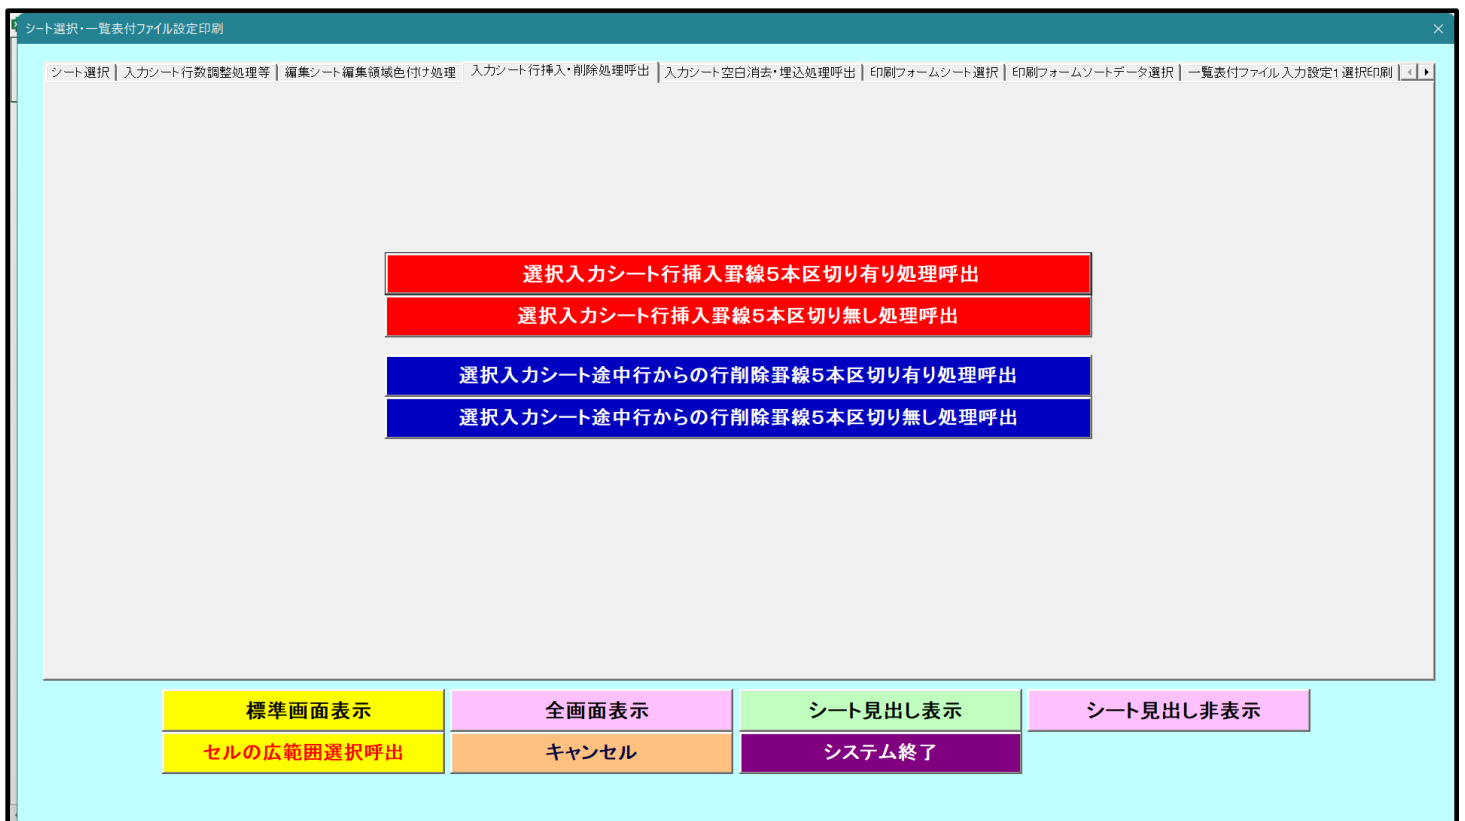 シート選択・一覧表付ファイル設定印刷
シート選択 入力シート行数調整処理等 編集シート編集領域色付け処理 入力シート行挿入・削除処理呼出 入力シート空白消去・埋込処理呼出 印刷フォームシート選択 印刷フォームソートデータ選択 一覧表付ファイル入力設定1選択印刷
選択入力シート行挿入罫線5本区切り有り処理呼出
選択入力シート行挿入罫線5本区切り無し処理呼出
選択入力シート途中行からの行削除罫線5本区切り有り処理呼出
選択入力シート途中行からの行削除罫線5本区切り無し処理呼出
標準画面表示 全画面表示 シート見出し表示 シート見出し非表示
セルの広範囲選択呼出 キャンセル システム終了